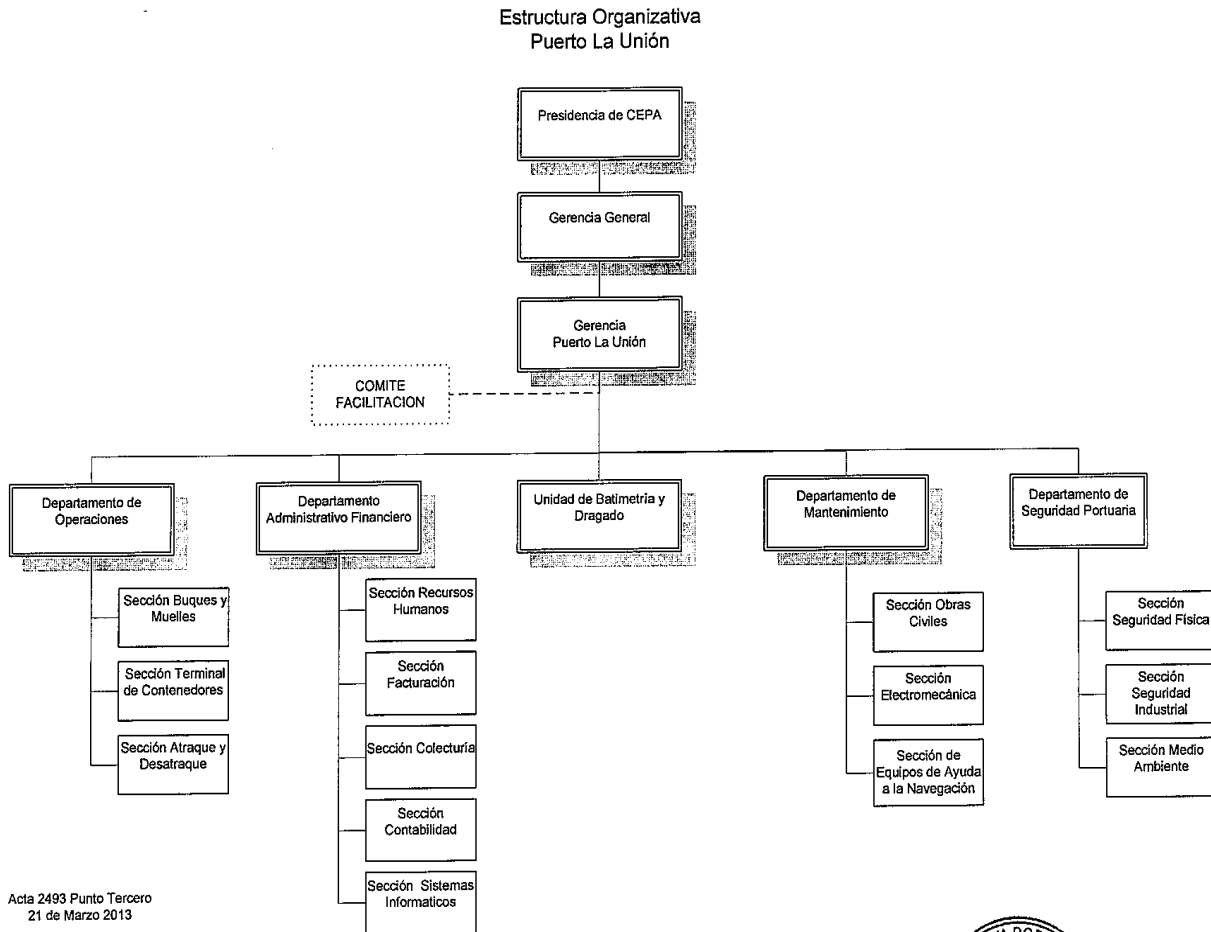 Estructura Organizativa
Puerto La Unión
Presidencia de CEPA
Gerencia General
Gerencia
Puerto La Unión
COMITE
FACILITACION
Departamento de
Operaciones
Departamento
Administrativo Financiero
Unidad de Batimetría y
Dragado
Departamento de
Mantenimiento
Departamento de
Seguridad Portuaria
Sección Buques y
Muelles
Sección Terminal
de Contenedores
Sección Atraque y
Desatraque
Sección Recursos
Humanos
Sección
Facturación
Sección Colecturía
Sección
Contabilidad
Sección Sistemas
Informaticos
Sección Obras
Civiles
Sección
Electromecánica
Sección de
Equipos de Ayuda
a la Navegación
Sección
Seguridad Física
Sección
Seguridad
Industrial
Sección Medio
Ambiente
Acta 2493 Punto Tercero
21 de Marzo 2013